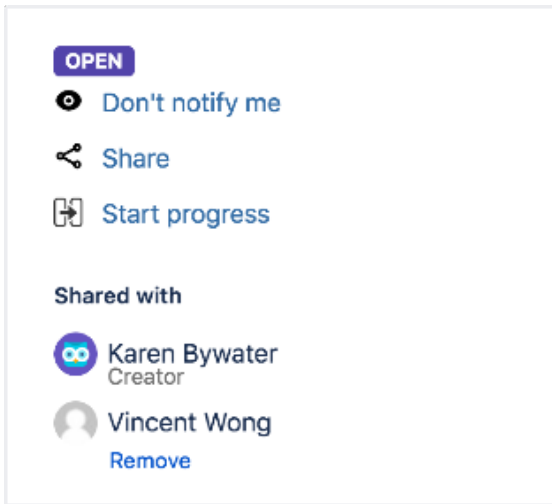 OPEN
Don't notify me
Share
Start progress
Shared with
Karen Bywater
Creator
Vincent Wong
Remove